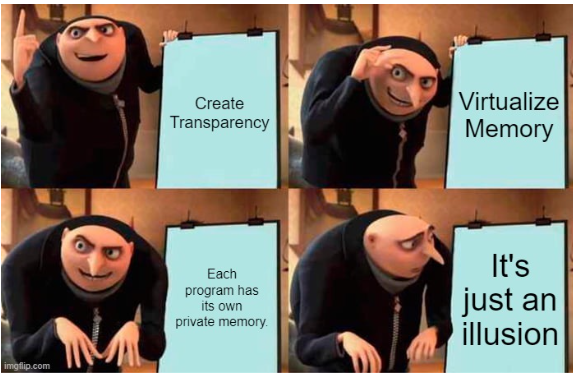 Create
Transparency
Virtualize
Memory
Each
program has
its own
private memory.
It's
just an
illusion
imgflip.com